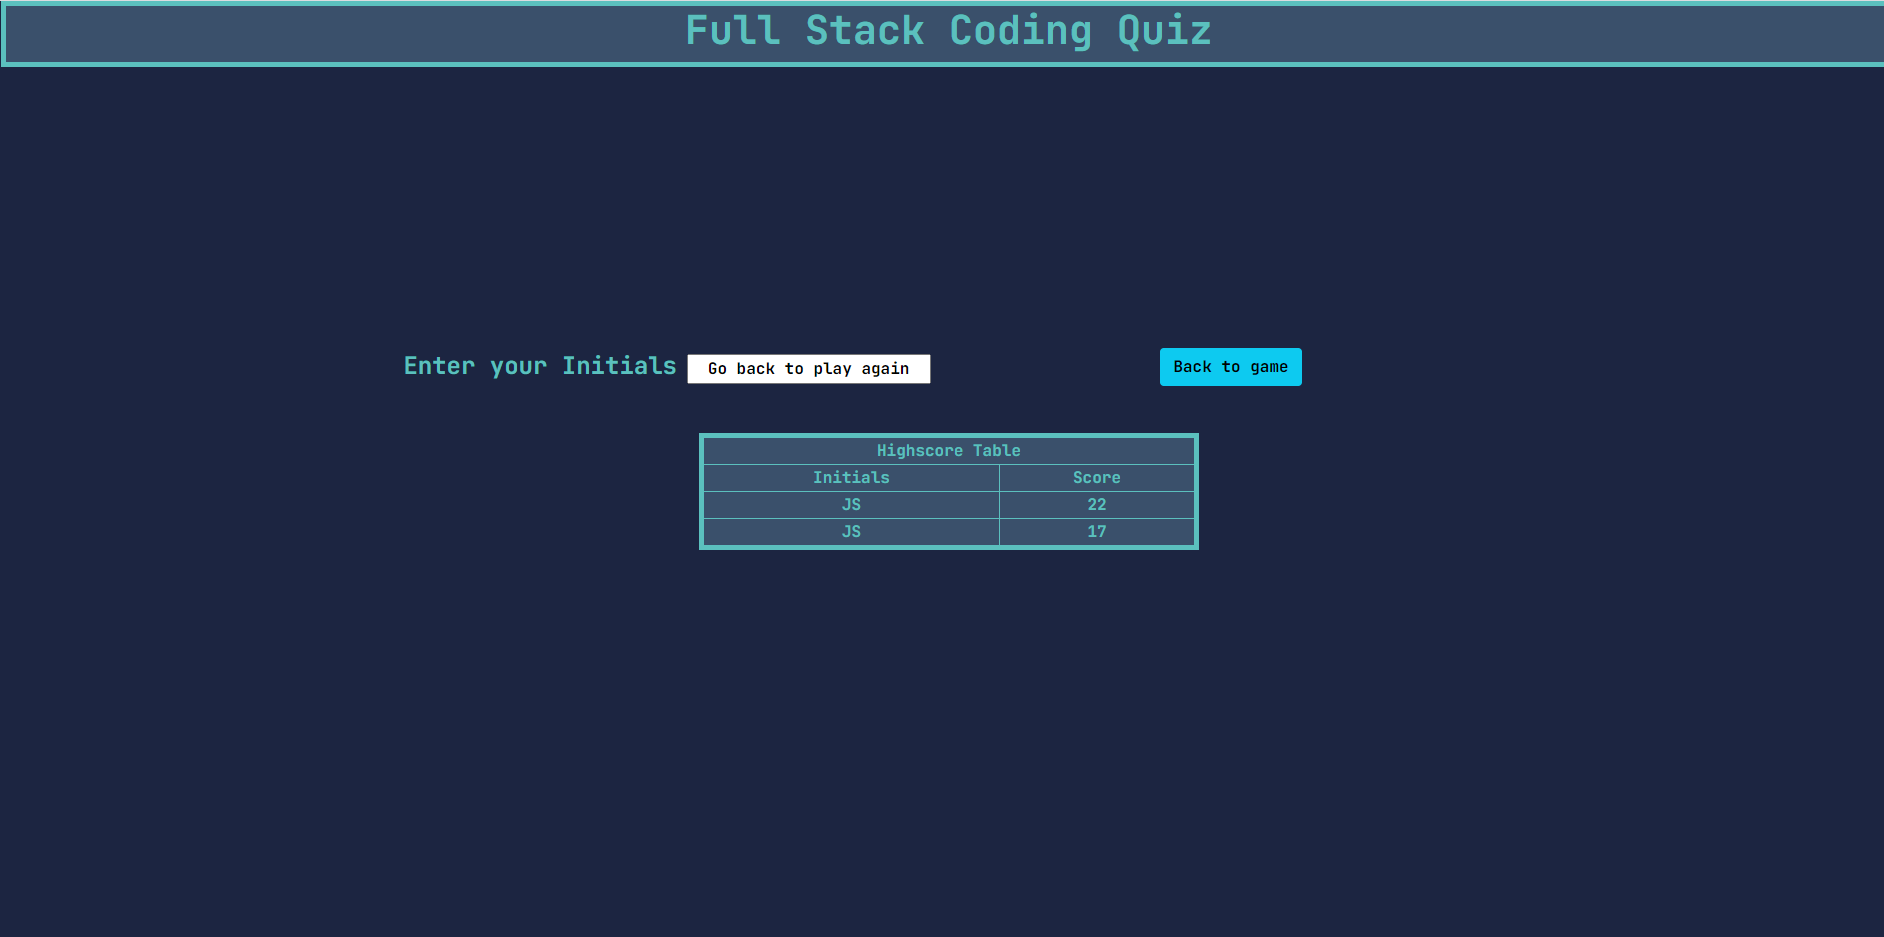 Full Stack Coding Quiz
Enter your Initials Go back to play again Back to game
Highscore Table
Initials Score
JS 22
JS 17